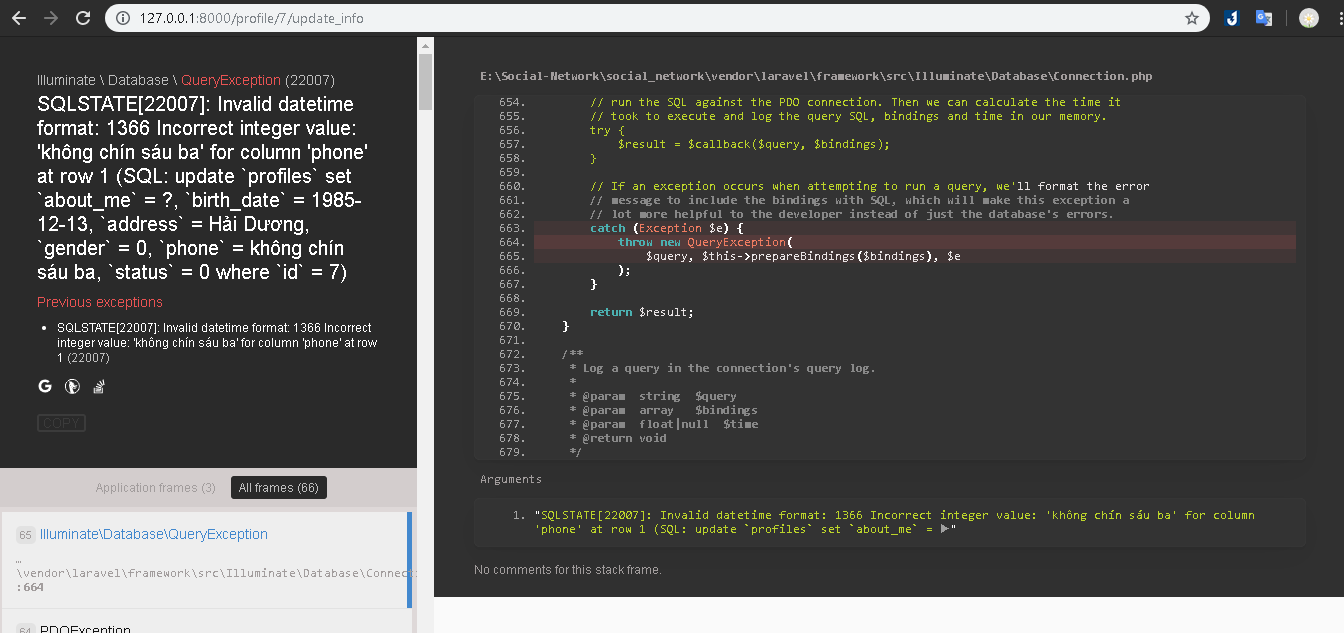 127.0.0.1:8000/profile/7/update_info
Illuminate \ Database \ QueryException (22007)
SQLSTATE[22007]: Invalid datetime
format: 1366 Incorrect integer value:
'không chín sáu ba' for column 'phone'
at row 1 (SQL: update `profiles` set
`about_me` = ?, `birth_date` = 1985-
12-13, `address` = Hải Dương,
`gender` = 0, `phone` = không chín
sáu ba, `status` = 0 where `id` = 7)
Previous exceptions
• SQLSTATE[22007]: Invalid datetime format: 1366 Incorrect
integer value: 'không chín sáu ba' for column 'phone' at row
1 (22007)
COPY
Application frames (3) All frames (66)
65 Illuminate\Database\QueryException
…
\vendor\laravel\framework\src\Illuminate\Database\Connect
:664
64 PDOException
E:\Social-Network\social_network\vendor\laravel\framework\src\Illuminate\Database\Connection.php
654. // run the SQL against the PDO connection. Then we can calculate the time it
655. // took to execute and log the query SQL, bindings and time in our memory.
656. try {
657. $result = $callback($query, $bindings);
658. }
659.
660. // If an exception occurs when attempting to run a query, we'll format the error
661. // message to include the bindings with SQL, which will make this exception a
662. // lot more helpful to the developer instead of just the database's errors.
663. catch (Exception $e) {
664. throw new QueryException(
665. $query, $this->prepareBindings($bindings), $e
666. );
667. }
668.
669. return $result;
670. }
671.
672. /**
673. * Log a query in the connection's query log.
674. *
675. * @param string $query
676. * @param array $bindings
677. * @param float|null $time
678. * @return void
679. */
Arguments
1. "SQLSTATE[22007]: Invalid datetime format: 1366 Incorrect integer value: 'không chín sáu ba' for column
'phone' at row 1 (SQL: update `profiles` set `about_me` = ▶"
No comments for this stack frame.